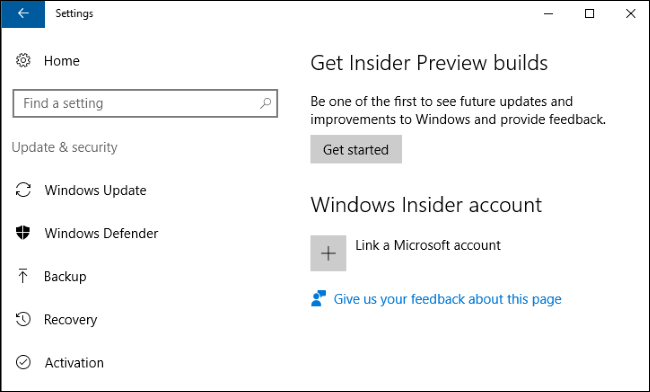 Settings
Home
Find a setting
Update & security
Windows Update
Windows Defender
Backup
Recovery
Activation
Get Insider Preview builds
Be one of the first to see future updates and
improvements to Windows and provide feedback.
Get started
Windows Insider account
Link a Microsoft account
Give us your feedback about this page